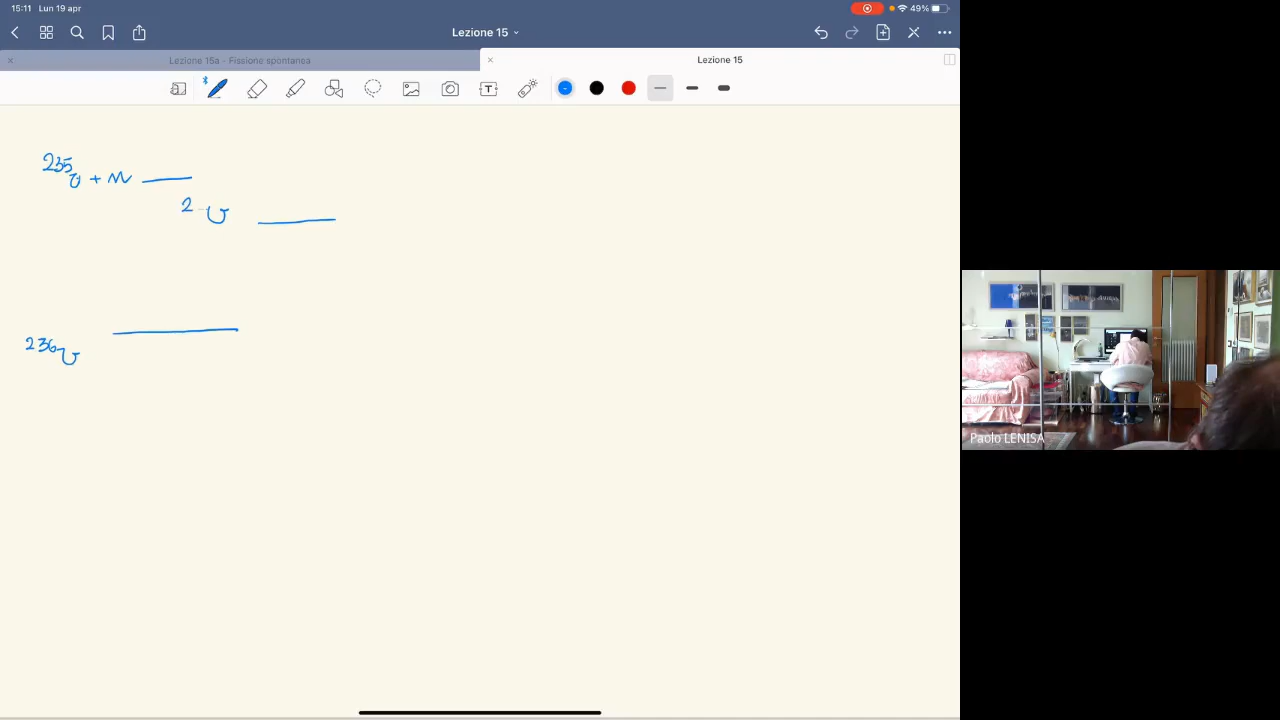 15:11 Lun 19 apr
49%
Lezione 15
Lezione 15a - Fissione spontanea
Lezione 15
T
235U + n
2 U
236U
Paolo LENISA